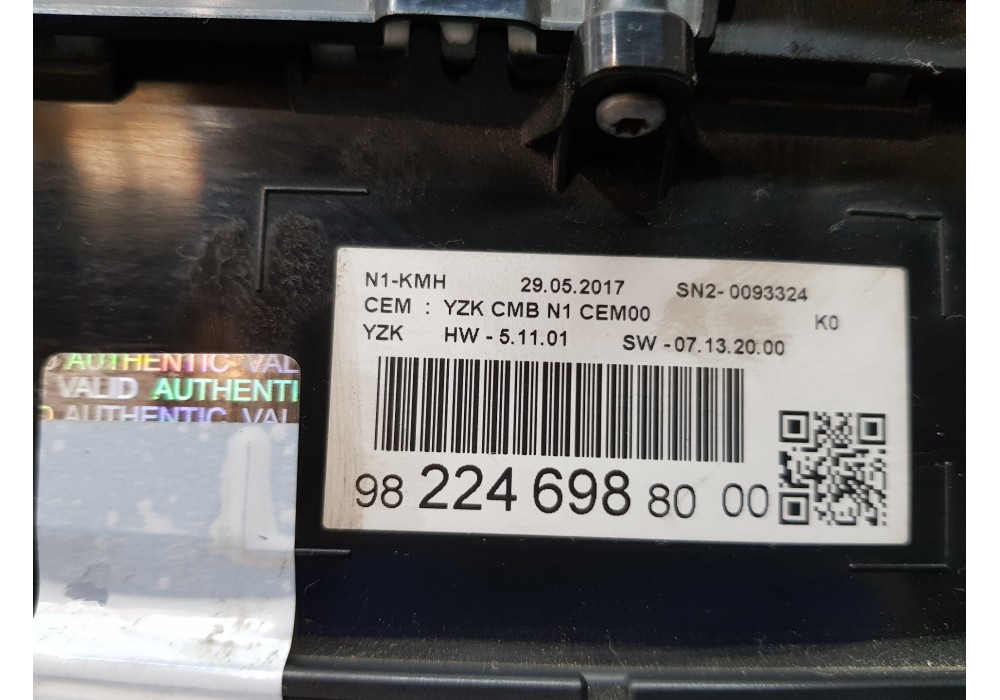 N1-KMH 29.05.2017 SN2-0093324
CEM : YZK CMB N1 CEM00 K0
YZK HW - 5.11.01 SW - 07.13.20.00
98 224 698 80 00
AUTHENTIC VAL
VALID AUTHENTI
AUTHENTIC VAL